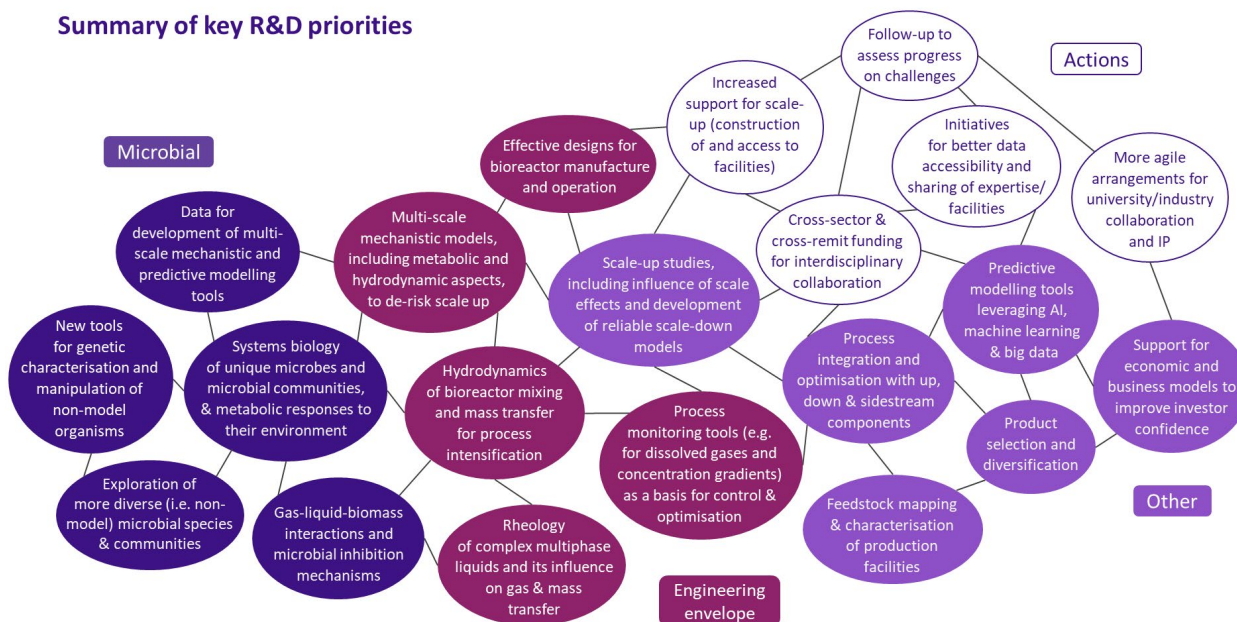 Summary of key R&D priorities
Follow-up to
assess progress
on challenges
Actions
Increased
support for scale-
up (construction
of and access to
facilities)
Initiatives
for better data
accessibility and
sharing of expertise/
facilities
More agile
arrangements for
university/industry
collaboration
and IP
Microbial
Effective designs for
bioreactor manufacture
and operation
Cross-sector &
cross-remit funding
for interdisciplinary
collaboration
Data for
development of multi-
scale mechanistic and
predictive modelling
tools
Multi-scale
mechanistic models,
including metabolic and
hydrodynamic aspects,
to de-risk scale up
Scale-up studies,
including influence of scale
effects and development
of reliable scale-down
models
Predictive
modelling tools
leveraging AI,
machine learning
& big data
New tools
for genetic
characterisation and
manipulation of
non-model
organisms
Systems biology
of unique microbes and
microbial communities,
& metabolic responses to
their environment
Hydrodynamics
of bioreactor mixing
and mass transfer
for process
intensification
Process
integration and
optimisation with up,
down & sidestream
components
Support for
economic and
business models to
improve investor
confidence
Process
monitoring tools (e.g.
for dissolved gases and
concentration gradients)
as a basis for control &
optimisation
Product
selection and
diversification
Exploration of
more diverse (i.e. non-
model) microbial species
& communities
Gas-liquid-biomass
interactions and
microbial inhibition
mechanisms
Rheology
of complex multiphase
liquids and its influence
on gas & mass
transfer
Feedstock mapping
& characterisation
of production
facilities
Other
Engineering
envelope